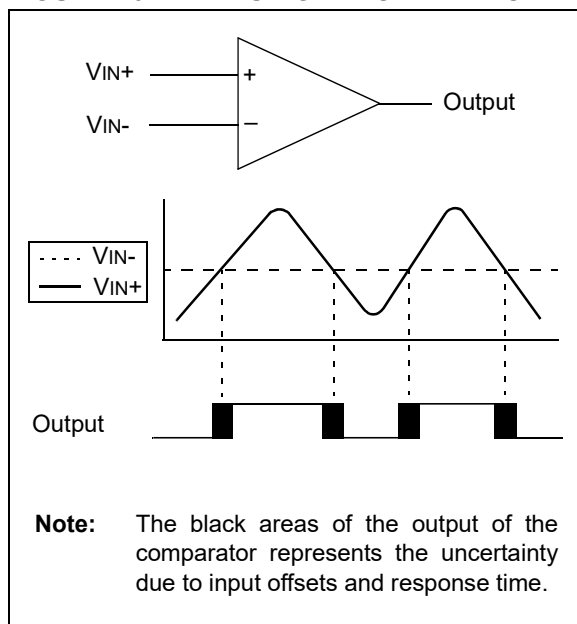 VIN+
+
Output
VIN-
–
VIN-
VIN+
Output
Note: The black areas of the output of the
comparator represents the uncertainty
due to input offsets and response time.